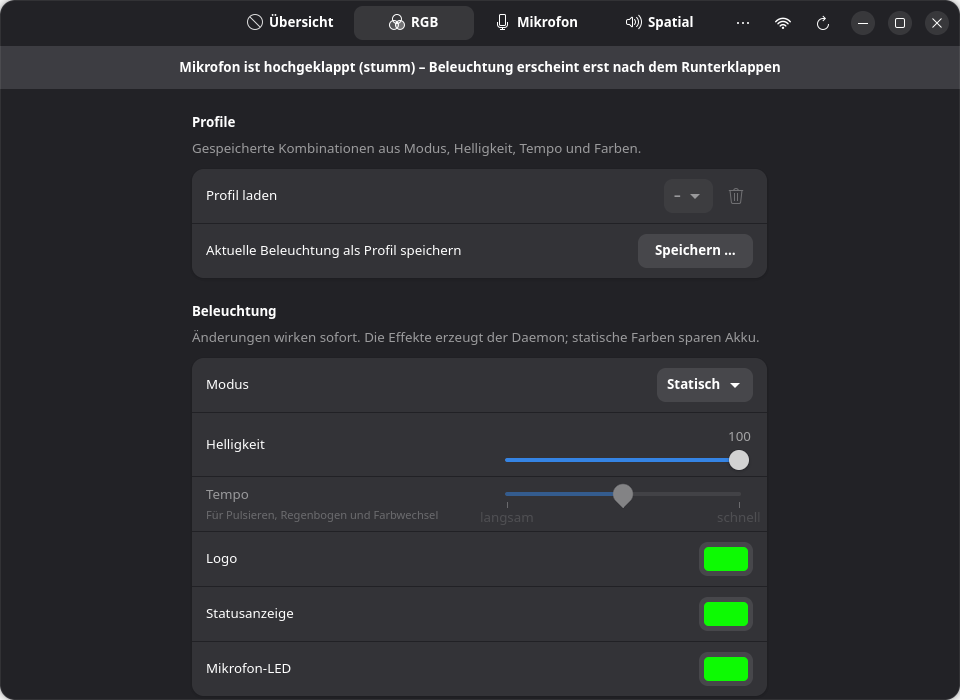 Übersicht
RGB
Mikrofon
Spatial
Mikrofon ist hochgeklappt (stumm) – Beleuchtung erscheint erst nach dem Runterklappen
Profile
Gespeicherte Kombinationen aus Modus, Helligkeit, Tempo und Farben.
Profil laden
–
Aktuelle Beleuchtung als Profil speichern
Speichern …
Beleuchtung
Änderungen wirken sofort. Die Effekte erzeugt der Daemon; statische Farben sparen Akku.
Modus
Statisch
Helligkeit
100
Tempo
Für Pulsieren, Regenbogen und Farbwechsel
langsam
schnell
Logo
Statusanzeige
Mikrofon-LED